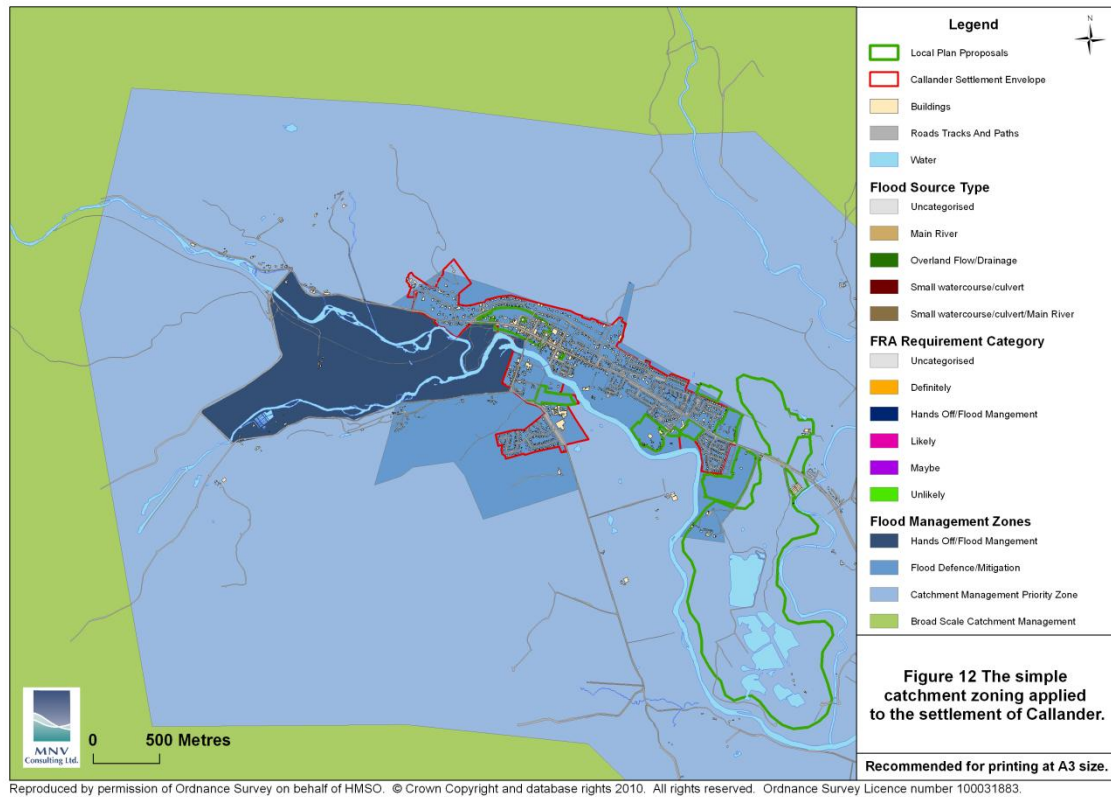 Legend
Local Plan Pproposals
Callander Settlement Envelope
Buildings
Roads Tracks And Paths
Water
Flood Source Type
Uncategorised
Main River
Overland Flow/Drainage
Small watercourse/culvert
Small watercourse/culvert/Main River
FRA Requirement Category
Uncategorised
Definitely
Hands Off/Flood Mangement
Likely
Maybe
Unlikely
Flood Management Zones
Hands Off/Flood Mangement
Flood Defence/Mitigation
Catchment Management Priority Zone
Broad Scale Catchment Management
Figure 12 The simple
catchment zoning applied
to the settlement of Callander.
Recommended for printing at A3 size.
MNV
Consulting Ltd.
0 500 Metres
Reproduced by permission of Ordnance Survey on behalf of HMSO. © Crown Copyright and database rights 2010. All rights reserved. Ordnance Survey Licence number 100031883.